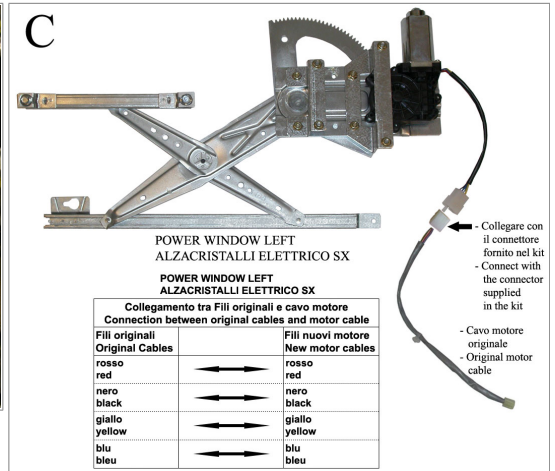 C
POWER WINDOW LEFT
ALZACRISTALLI ELETTRICO SX
- Collegare con
il connettore
fornito nel kit
- Connect with
the connector
supplied
in the kit
- Cavo motore
originale
- Original motor
cable
POWER WINDOW LEFT
ALZACRISTALLI ELETTRICO SX
Collegamento tra Fili originali e cavo motore
Connection between original cables and motor cable
Fili originali
Original Cables
Fili nuovi motore
New motor cables
rosso
red
rosso
red
nero
black
nero
black
giallo
yellow
giallo
yellow
blu
bleu
blu
bleu